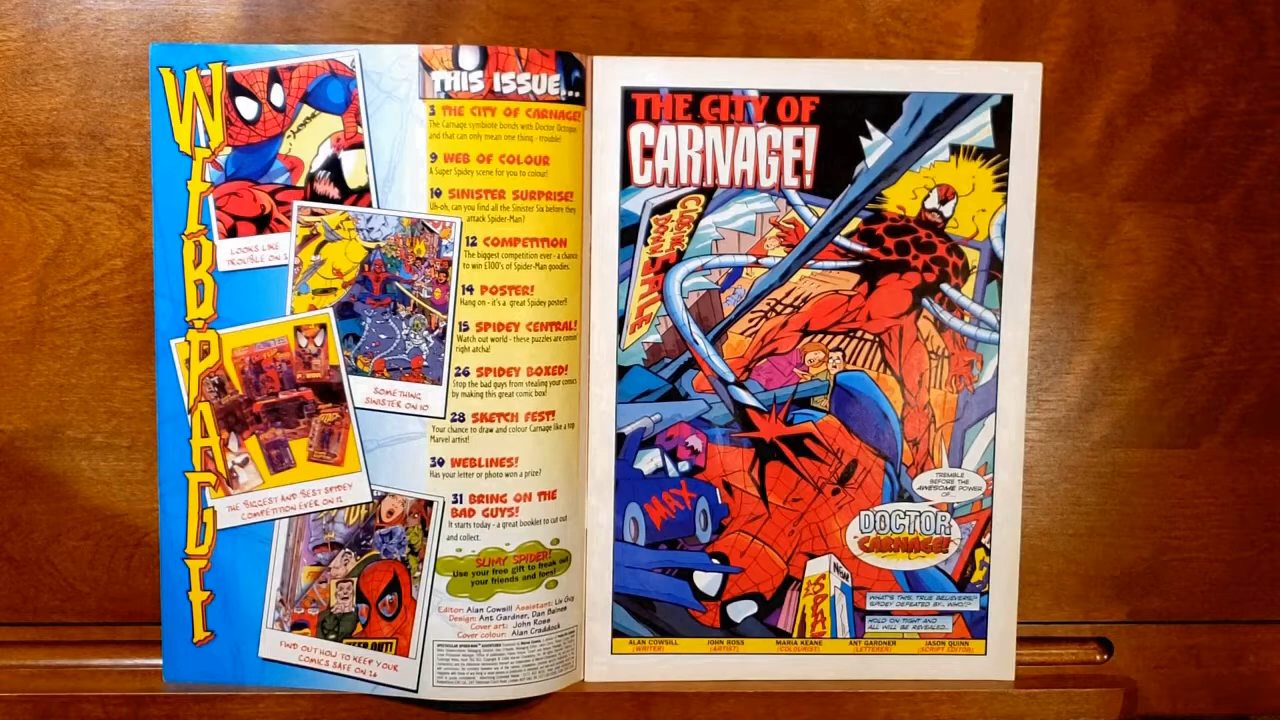 WEB PAGE
LOOKS LIKE
TROUBLE ON 3
SOMETHING
SINISTER ON 10
THE BIGGEST AND BEST SPIDEY
COMPETITION EVER ON 12
FIND OUT HOW TO KEEP YOUR
COMICS SAFE ON 26
THIS ISSUE...
3 THE CITY OF CARNAGE!
The Carnage symbiote bonds with Doctor Octopus
and that can only mean one thing - trouble!
9 WEB OF COLOUR
A Super Spidey scene for you to colour!
10 SINISTER SURPRISE!
Uh-oh, can you find all the Sinister Six before they
attack Spider-Man?
12 COMPETITION
The biggest competition ever - a chance
to win £100's of Spider-Man goodies.
14 POSTER!
Hang on - it's a great Spidey poster!
15 SPIDEY CENTRAL!
Watch out world - these puzzles are comin'
right atcha!
26 SPIDEY BOXED!
Stop the bad guys from stealing your comics
by making this great comic box!
28 SKETCH FEST!
Your chance to draw and colour Carnage like a top
Marvel artist!
30 WEBLINES!
Has your letter or photo won a prize?
31 BRING ON THE
BAD GUYS!
It starts today - a great booklet to cut out
and collect.
SLIMY SPIDER!
Use your free gift to freak out
your friends and foes!
Editor: Alan Cowsill Assistant: Liv Guy
Design: Ant Gardner, Dan Baines
Cover art: John Ross
Cover colour: Alan Craddock
THE CITY OF
CARNAGE!
CLOSING
DOWN
SALE
MAX
TREMBLE
BEFORE THE
AWESOME POWER
OF...
DOCTOR
CARNAGE!
WHAT'S THIS, TRUE BELIEVERS?
SPIDEY DEFEATED BY... WHO!?
HOLD ON TIGHT AND
ALL WILL BE REVEALED...
ALAN COWSILL JOHN ROSS MARIA KEANE ANT GARDNER JASON QUINN
(WRITER) (ARTIST) (COLOURIST) (LETTERER) (SCRIPT EDITOR)